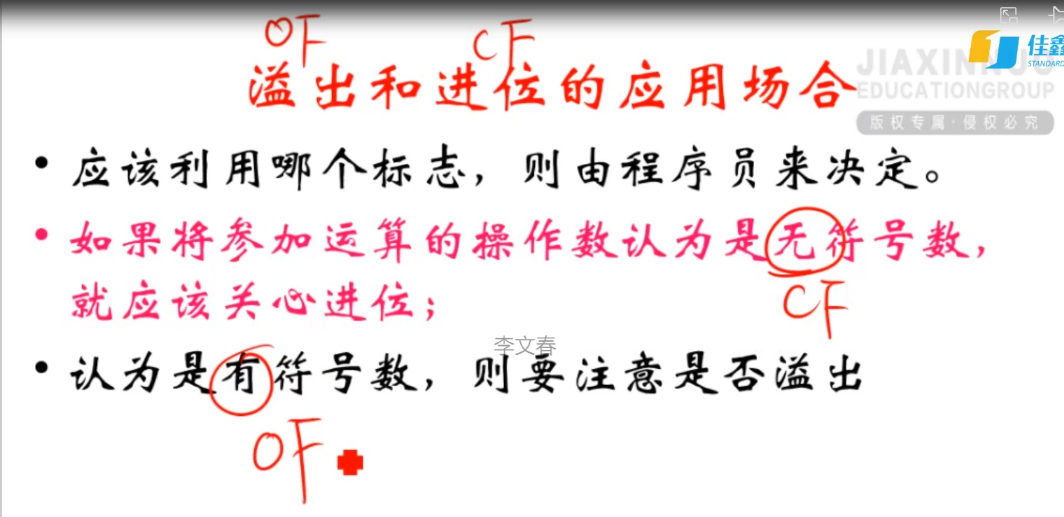 OF CF
溢出和进位的应用场合
佳鑫
STANDARD
EDUCATIONGROUP
版权专属·侵权必究
• 应该利用哪个标志，则由程序员来决定。
• 如果将参加运算的操作数认为是无符号数，
就应该关心进位；
CF
李文春
• 认为是有符号数，则要注意是否溢出
OF